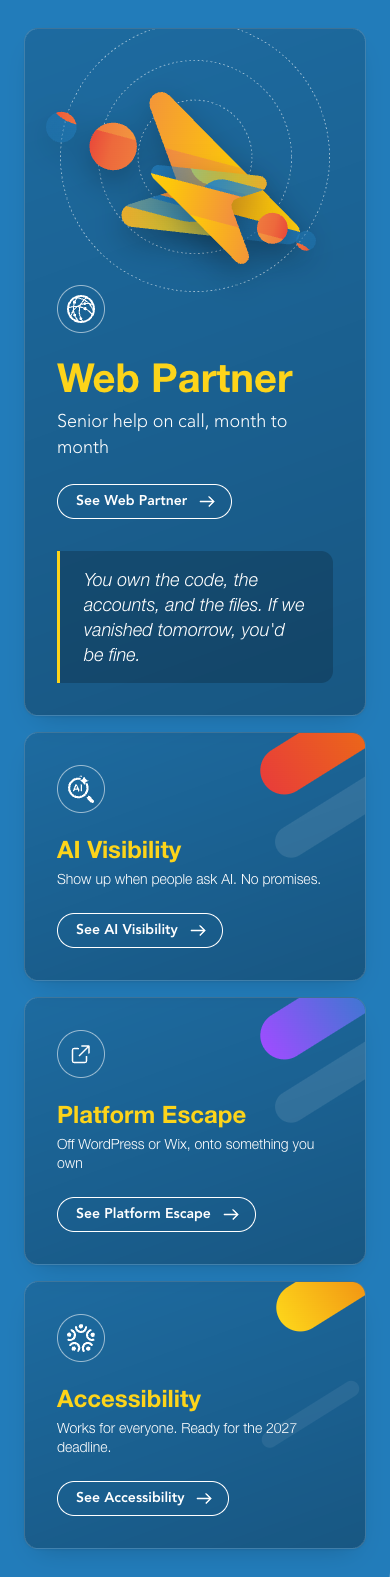 Web Partner
Senior help on call, month to
month
See Web Partner →
You own the code, the
accounts, and the files. If we
vanished tomorrow, you'd
be fine.
AI
AI Visibility
Show up when people ask AI. No promises.
See AI Visibility →
Platform Escape
Off WordPress or Wix, onto something you
own
See Platform Escape →
Accessibility
Works for everyone. Ready for the 2027
deadline.
See Accessibility →